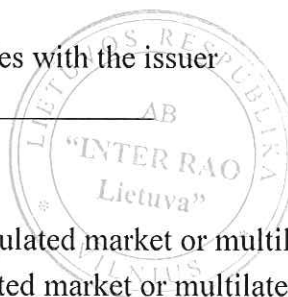 es with the issuer
LIETUVOS RESPUBLIKA
AB
“INTER RAO
Lietuva”
VILNIUS
ulated market or multil
ted market or multilate